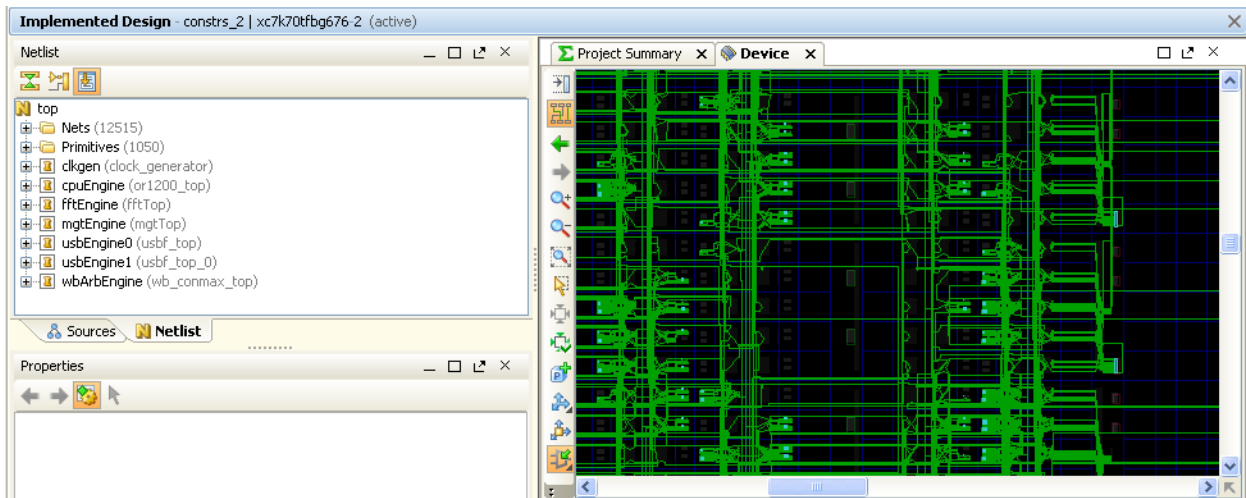 Implemented Design - constrs_2 | xc7k70tfbg676-2 (active)
Netlist
top
Nets (12515)
Primitives (1050)
clkgen (clock_generator)
cpuEngine (or1200_top)
fftEngine (fftTop)
mgtEngine (mgtTop)
usbEngine0 (usbf_top)
usbEngine1 (usbf_top_0)
wbArbEngine (wb_conmax_top)
Sources Netlist
Properties
Project Summary Device